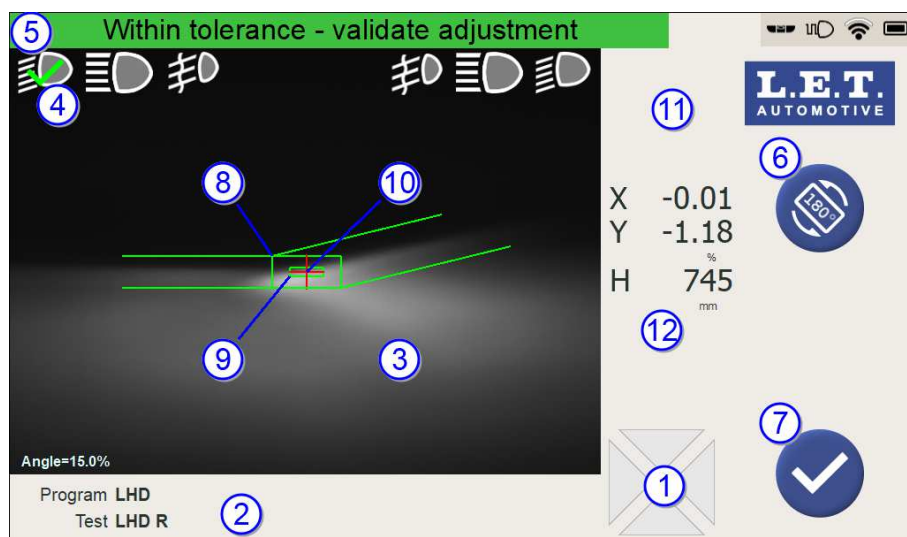 Within tolerance - validate adjustment
5
4
11
L.E.T.
AUTOMOTIVE
6
180°
8
10
X -0.01
Y -1.18
%
H 745
mm
12
9
3
7
Angle=15.0%
1
Program LHD
Test LHD R
2